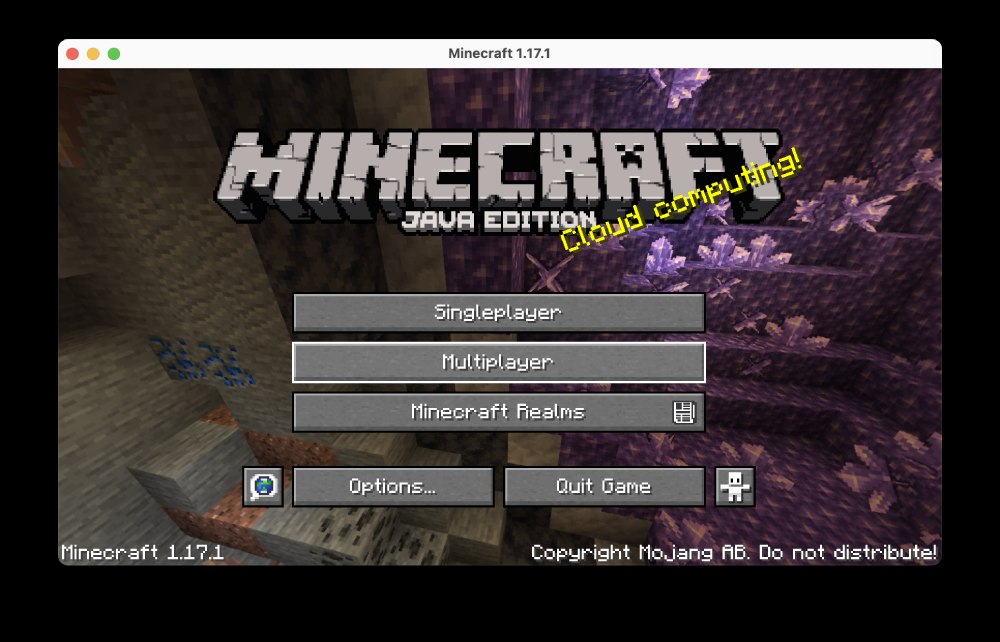 Minecraft 1.17.1
MINECRAFT
JAVA EDITION
Cloud computing!
Singleplayer
Multiplayer
Minecraft Realms
Options...
Quit Game
Minecraft 1.17.1
Copyright Mojang AB. Do not distribute!